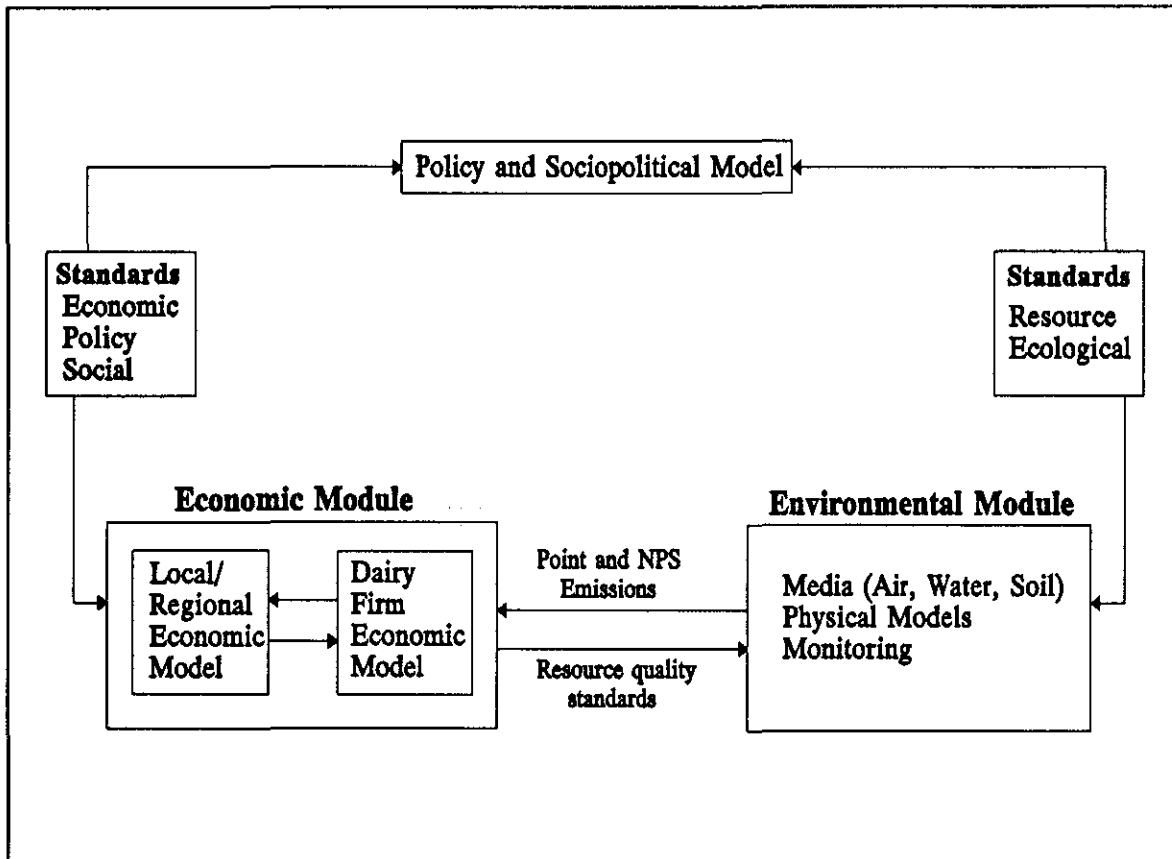 Policy and Sociopolitical Model
Standards
Economic
Policy
Social
Standards
Resource
Ecological
Economic Module
Local/
Regional
Economic
Model
Dairy
Firm
Economic
Model
Point and NPS
Emissions
Resource quality
standards
Environmental Module
Media (Air, Water, Soil)
Physical Models
Monitoring